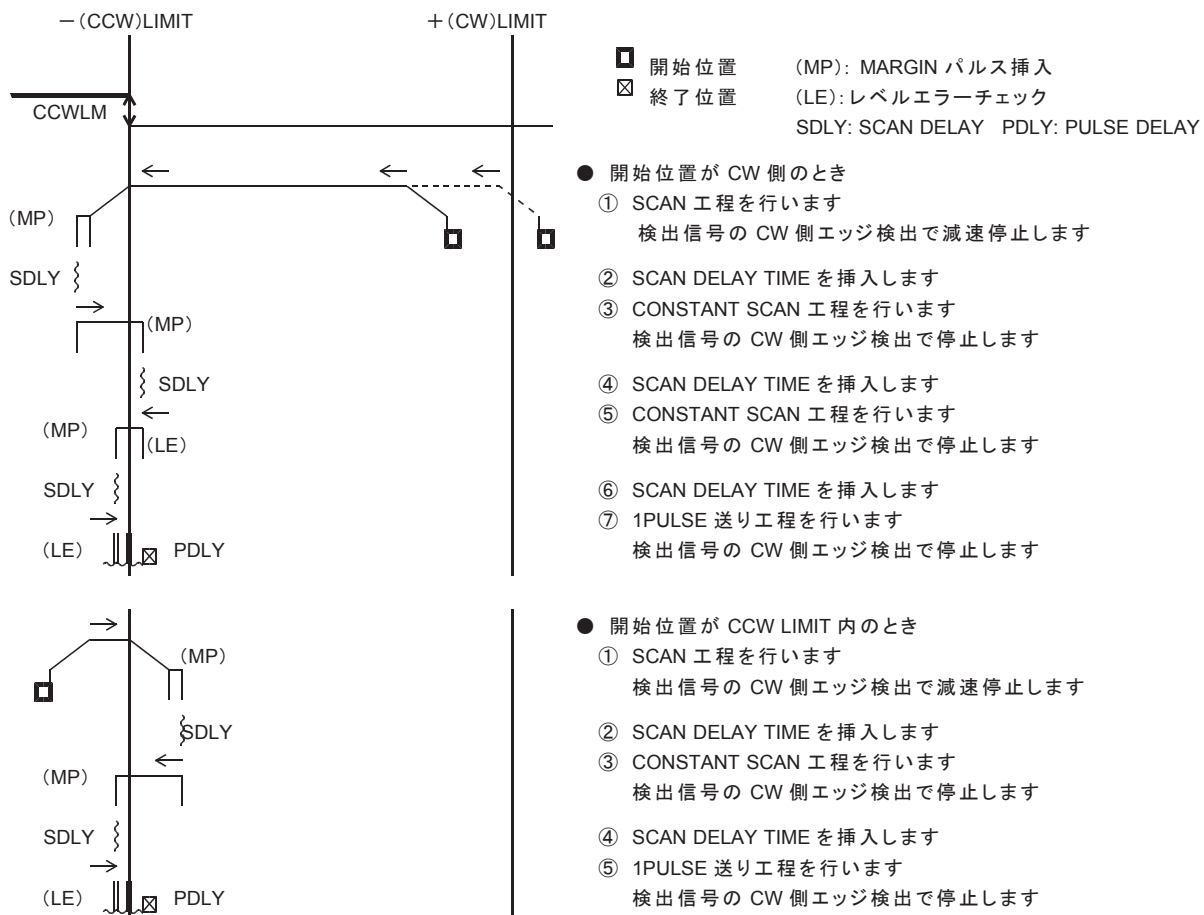 －(CCW)LIMIT
＋(CW)LIMIT
開始位置 (MP): MARGIN パルス挿入
終了位置 (LE):レベルエラーチェック
SDLY: SCAN DELAY PDLY: PULSE DELAY
CCWLM
(MP)
SDLY
(MP)
SDLY
(MP)
(LE)
SDLY
(LE)
PDLY
● 開始位置が CW 側のとき
① SCAN 工程を行います
検出信号の CW 側エッジ検出で減速停止します
② SCAN DELAY TIME を挿入します
③ CONSTANT SCAN 工程を行います
検出信号の CW 側エッジ検出で停止します
④ SCAN DELAY TIME を挿入します
⑤ CONSTANT SCAN 工程を行います
検出信号の CW 側エッジ検出で停止します
⑥ SCAN DELAY TIME を挿入します
⑦ 1PULSE 送り工程を行います
検出信号の CW 側エッジ検出で停止します
(MP)
SDLY
(MP)
SDLY
(LE)
PDLY
● 開始位置が CCW LIMIT 内のとき
① SCAN 工程を行います
検出信号の CW 側エッジ検出で減速停止します
② SCAN DELAY TIME を挿入します
③ CONSTANT SCAN 工程を行います
検出信号の CW 側エッジ検出で停止します
④ SCAN DELAY TIME を挿入します
⑤ 1PULSE 送り工程を行います
検出信号の CW 側エッジ検出で停止します